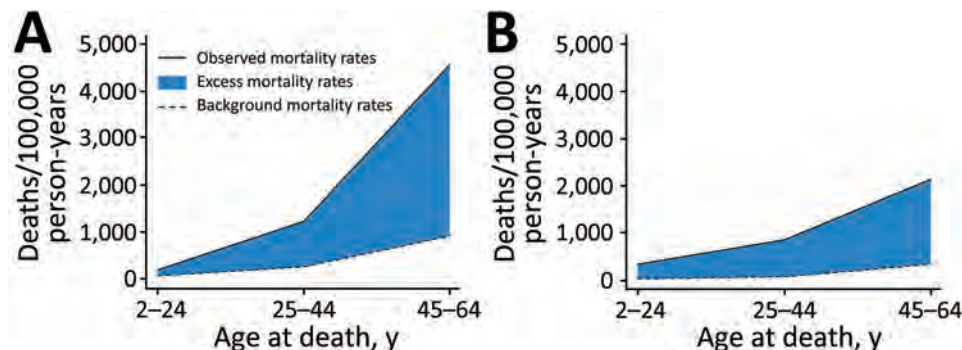 A
Deaths/100,000
person-years
5,000
4,000
3,000
2,000
1,000
0
Observed mortality rates
Excess mortality rates
Background mortality rates
2–24
25–44
45–64
Age at death, y
B
Deaths/100,000
person-years
5,000
4,000
3,000
2,000
1,000
0
2–24
25–44
45–64
Age at death, y